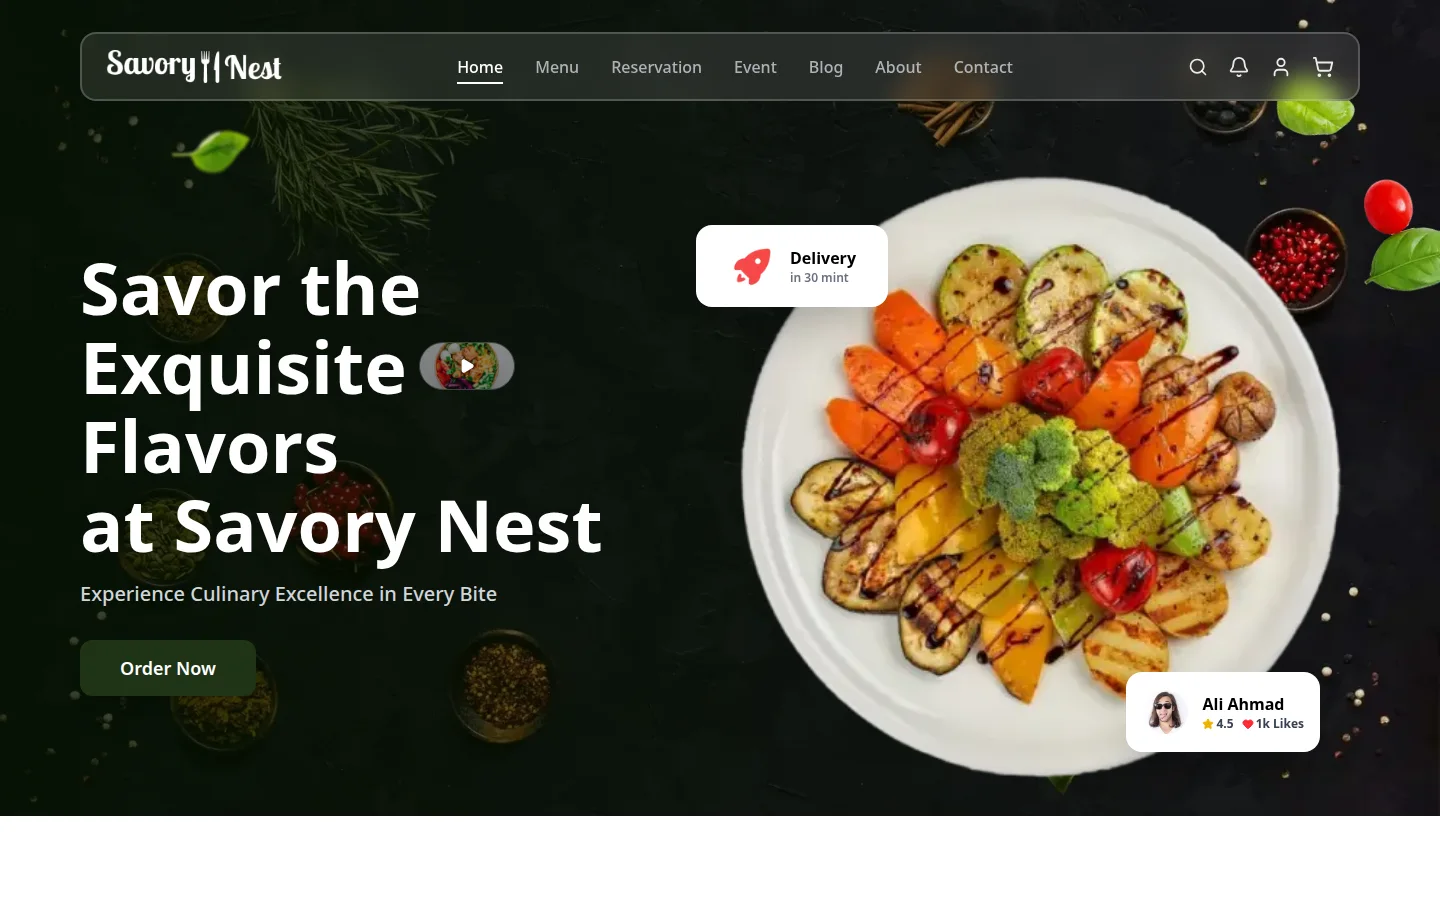 Savory Nest
Home Menu Reservation Event Blog About Contact
Delivery
in 30 mint
Savor the
Exquisite
Flavors
at Savory Nest
Experience Culinary Excellence in Every Bite
Order Now
Ali Ahmad
4.5 1k Likes